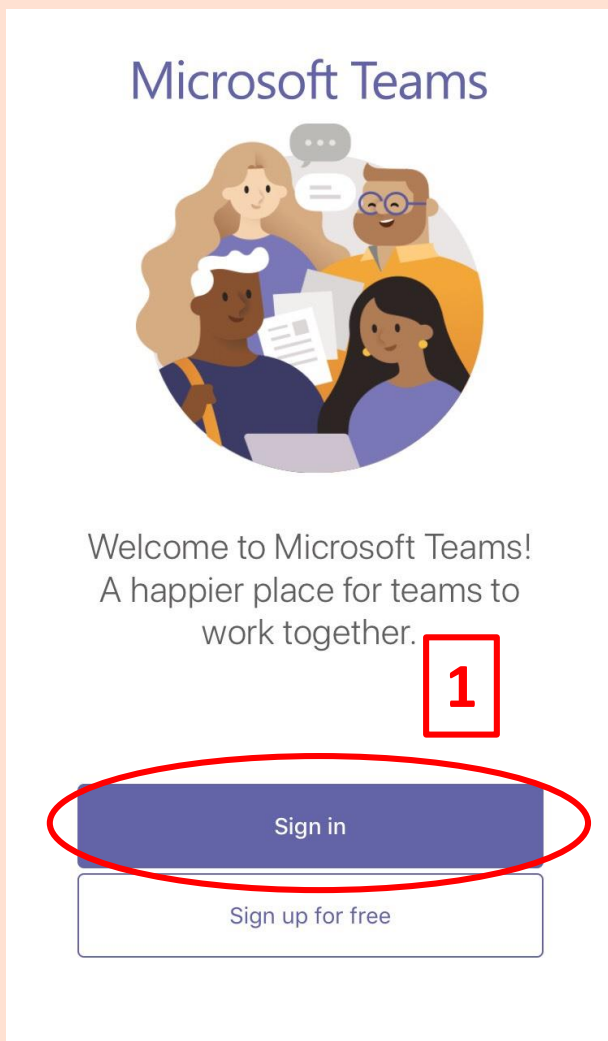 Microsoft Teams
Welcome to Microsoft Teams!
A happier place for teams to
work together.
1
Sign in
Sign up for free